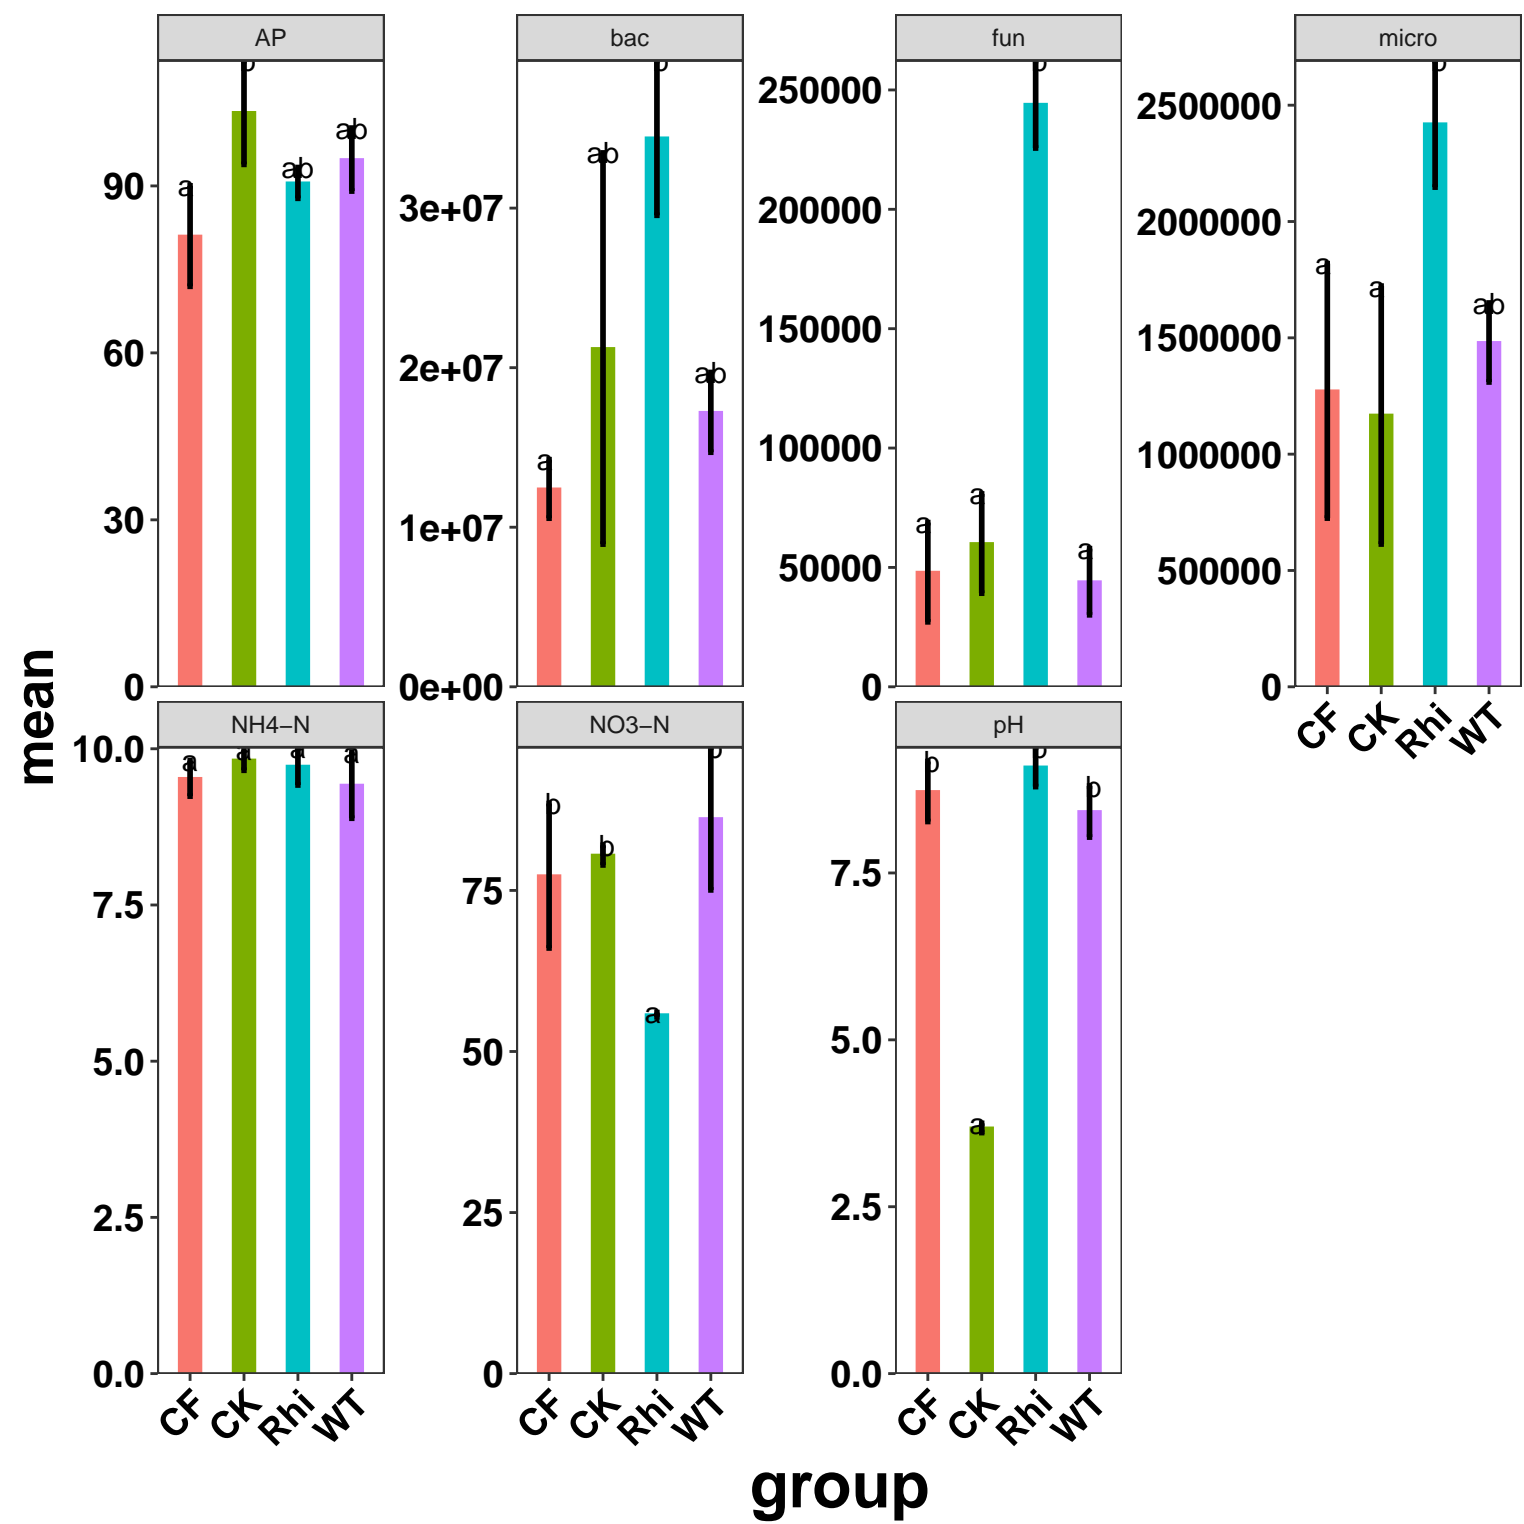 AP
b
a
ab
ab
90
60
30
0
bac
ab
b
a
ab
3e+07
2e+07
1e+07
0e+00
fun
b
a
a
a
250000
200000
150000
100000
50000
0
micro
b
a
a
ab
2500000
2000000
1500000
1000000
500000
0
CF CK Rhi WT
mean
NH4−N
a a a a
10.0
7.5
5.0
2.5
0.0
CF CK Rhi WT
NO3−N
b
b
b
a
75
50
25
0
CF CK Rhi WT
pH
b
b
b
a
7.5
5.0
2.5
0.0
CF CK Rhi WT
group